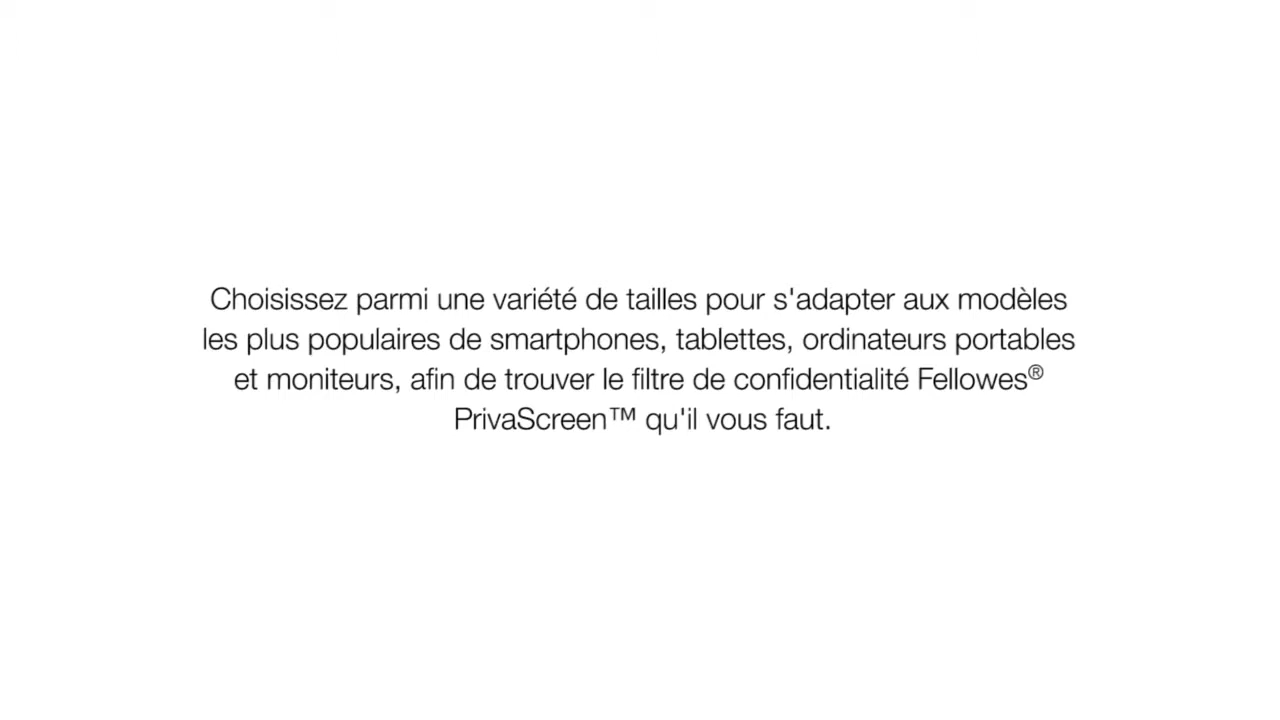 Choisissez parmi une variété de tailles pour s'adapter aux modèles
les plus populaires de smartphones, tablettes, ordinateurs portables
et moniteurs, afin de trouver le filtre de confidentialité Fellowes®
PrivaScreen™ qu'il vous faut.